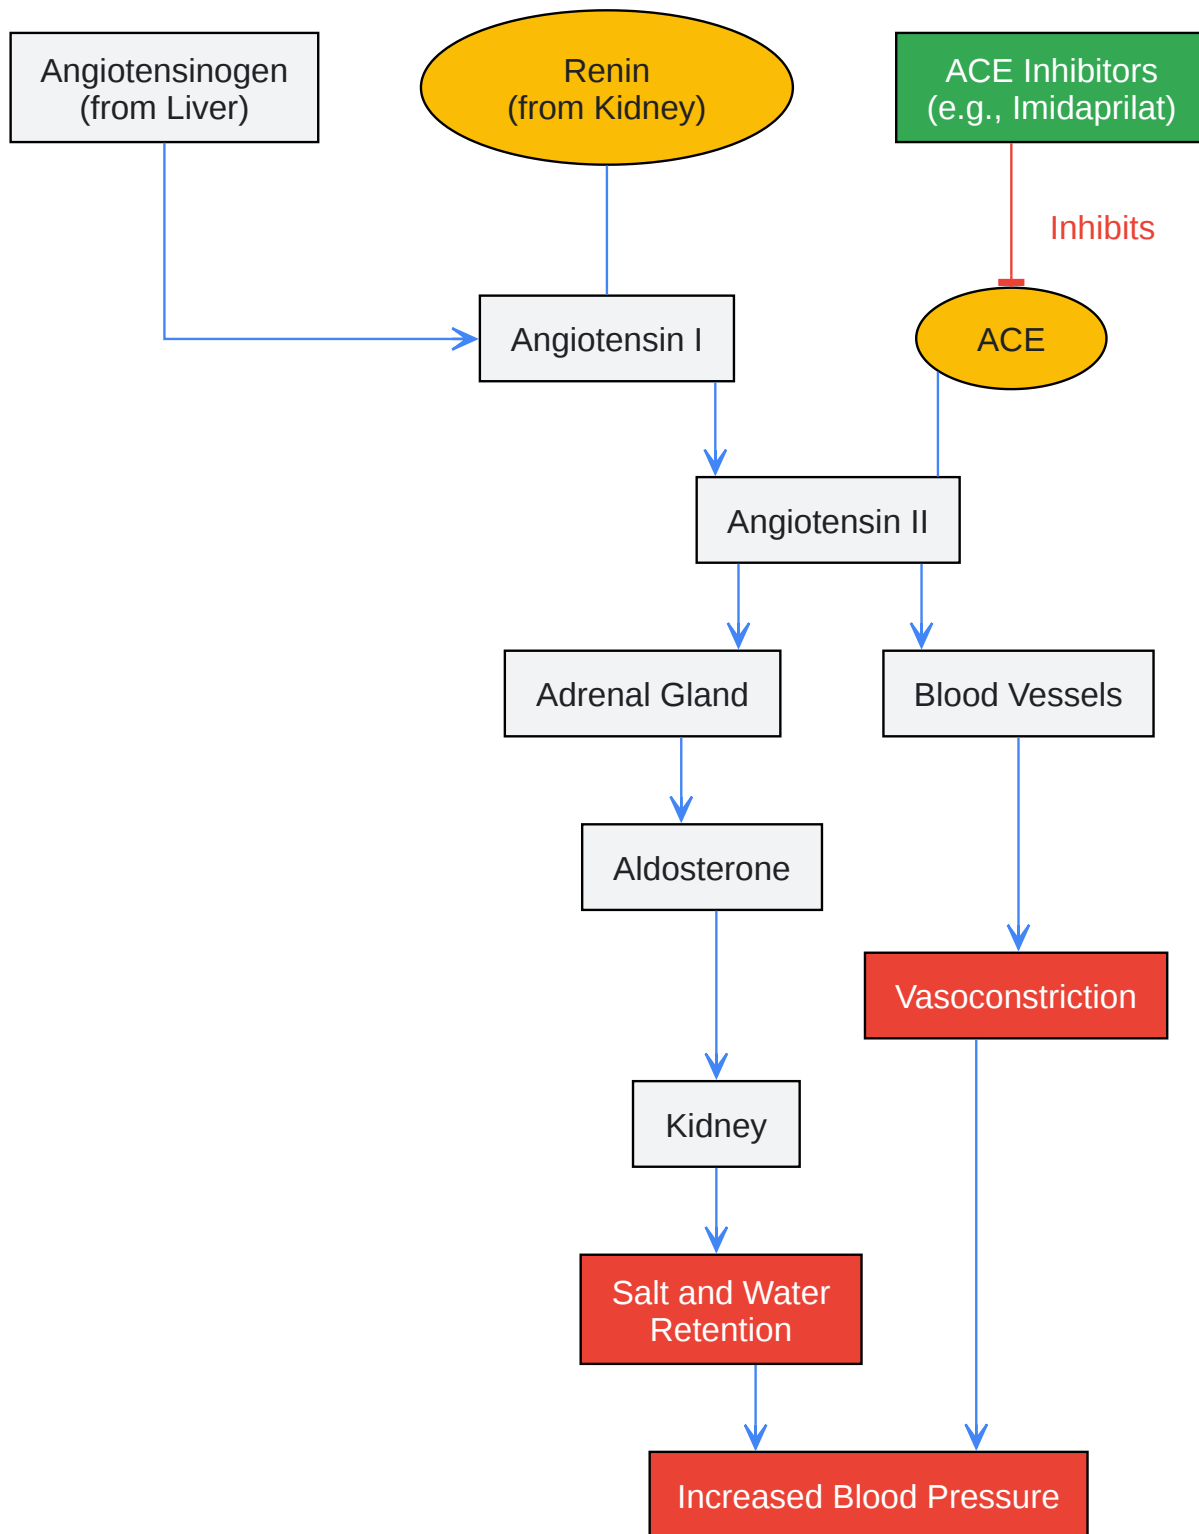 Angiotensinogen
(from Liver)
Renin
(from Kidney)
ACE Inhibitors
(e.g., Imidaprilat)
Inhibits
Angiotensin I
ACE
Angiotensin II
Adrenal Gland
Blood Vessels
Aldosterone
Vasoconstriction
Kidney
Salt and Water
Retention
Increased Blood Pressure